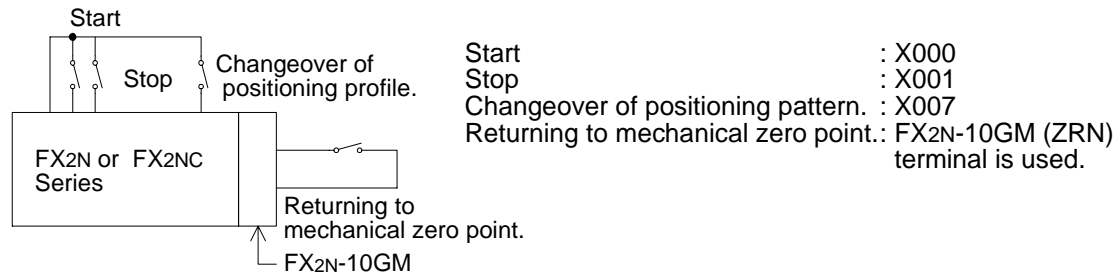 Start
Stop
Changeover of
positioning profile.
FX2N or FX2NC
Series
Returning to
mechanical zero point.
FX2N-10GM
Start : X000
Stop : X001
Changeover of positioning pattern. : X007
Returning to mechanical zero point.: FX2N-10GM (ZRN)
terminal is used.